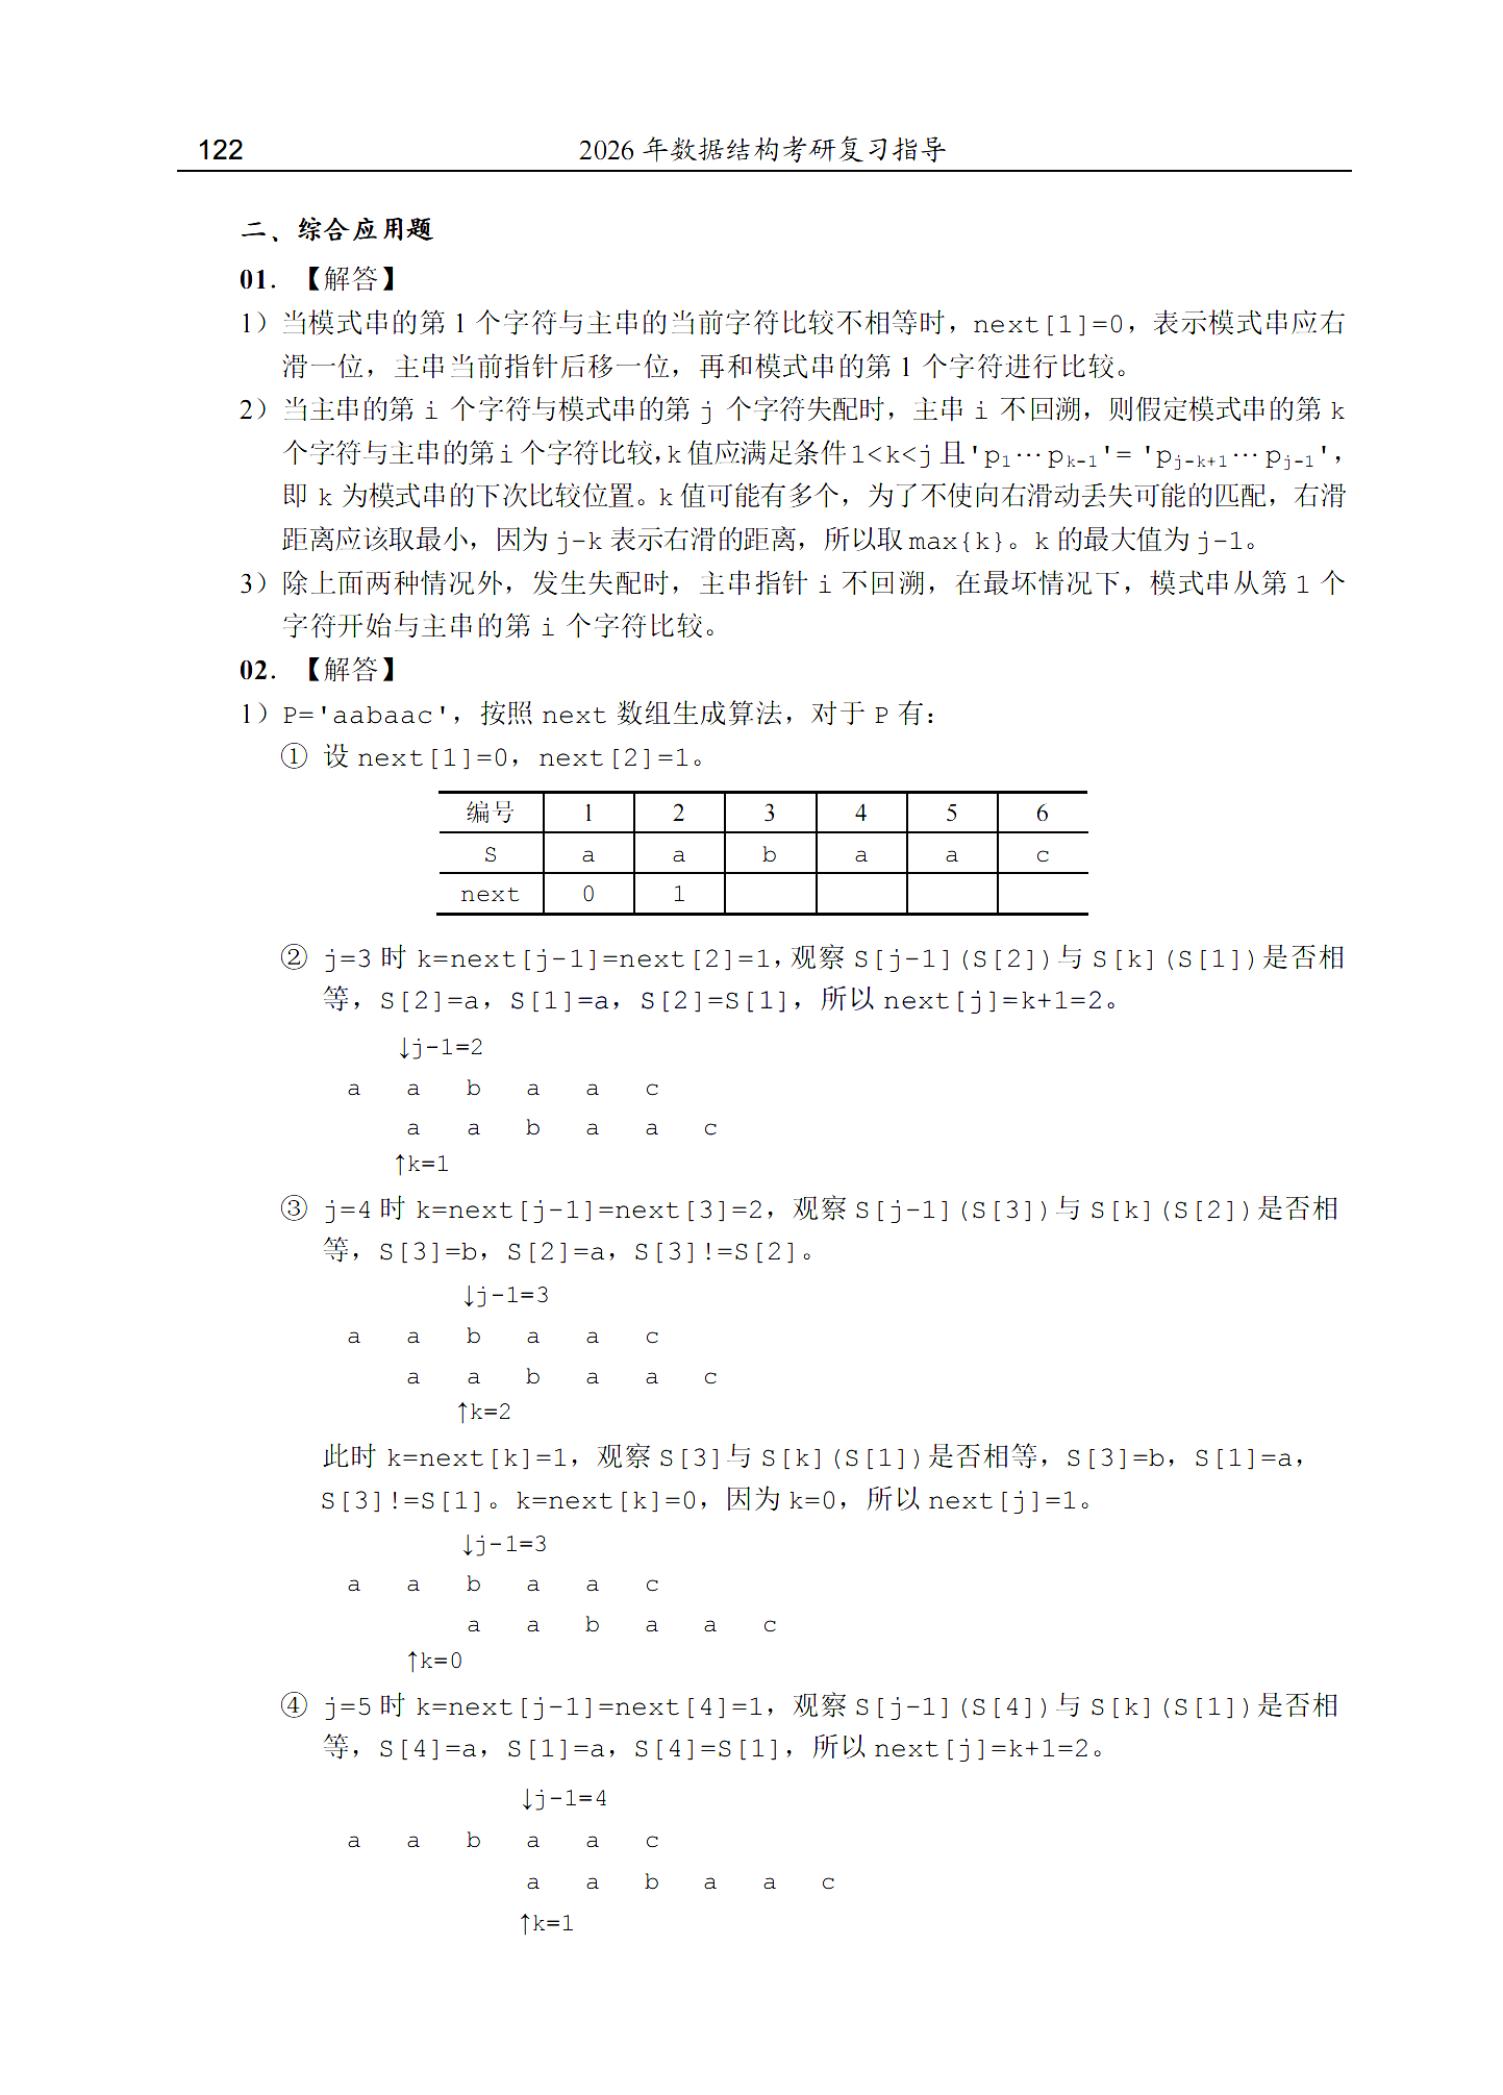 122 2026 年数据结构考研复习指导
二、综合应用题
01. 【解答】
1）当模式串的第 1 个字符与主串的当前字符比较不相等时，next[1]=0，表示模式串应右
滑一位，主串当前指针后移一位，再和模式串的第 1 个字符进行比较。
2）当主串的第 i 个字符与模式串的第 j 个字符失配时，主串 i 不回溯，则假定模式串的第 k
个字符与主串的第 i 个字符比较，k 值应满足条件 1<k<j 且'p₁…pₖ₋₁'= 'pⱼ₋ₖ₊₁…pⱼ₋₁'，
即 k 为模式串的下次比较位置。k 值可能有多个，为了不使向右滑动丢失可能的匹配，右滑
距离应该取最小，因为 j-k 表示右滑的距离，所以取 max{k}。k 的最大值为 j-1。
3）除上面两种情况外，发生失配时，主串指针 i 不回溯，在最坏情况下，模式串从第 1 个
字符开始与主串的第 i 个字符比较。
02. 【解答】
1）P='aabaac'，按照 next 数组生成算法，对于 P 有：
① 设 next[1]=0，next[2]=1。
编号 1 2 3 4 5 6
S a a b a a c
next 0 1
② j=3 时 k=next[j-1]=next[2]=1，观察 S[j-1](S[2])与 S[k](S[1])是否相
等，S[2]=a，S[1]=a，S[2]=S[1]，所以 next[j]=k+1=2。
↓j-1=2
a a b a a c
a a b a a c
↑k=1
③ j=4 时 k=next[j-1]=next[3]=2，观察 S[j-1](S[3])与 S[k](S[2])是否相
等，S[3]=b，S[2]=a，S[3]!=S[2]。
↓j-1=3
a a b a a c
a a b a a c
↑k=2
此时 k=next[k]=1，观察 S[3]与 S[k](S[1])是否相等，S[3]=b，S[1]=a，
S[3]!=S[1]。k=next[k]=0，因为 k=0，所以 next[j]=1。
↓j-1=3
a a b a a c
a a b a a c
↑k=0
④ j=5 时 k=next[j-1]=next[4]=1，观察 S[j-1](S[4])与 S[k](S[1])是否相
等，S[4]=a，S[1]=a，S[4]=S[1]，所以 next[j]=k+1=2。
↓j-1=4
a a b a a c
a a b a a c
↑k=1